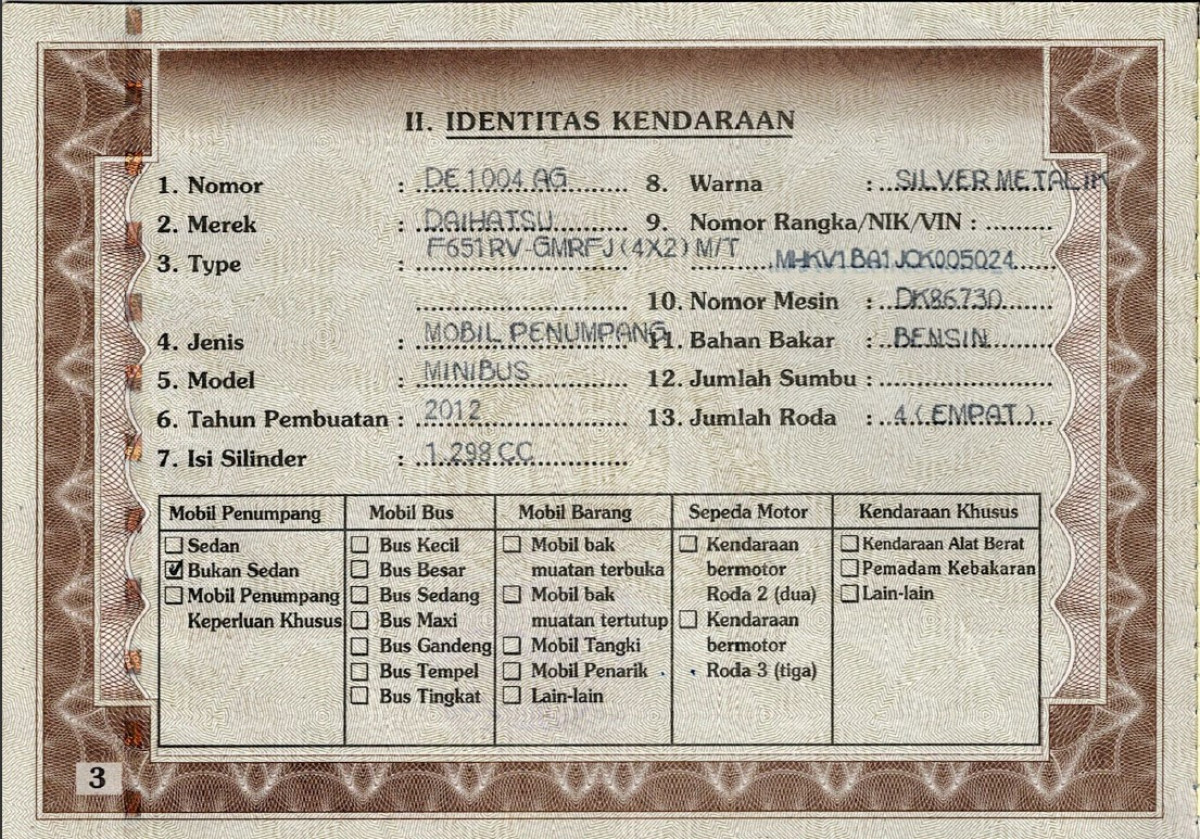 II. IDENTITAS KENDARAAN
1. Nomor : DE 1004 AG
2. Merek : DAIHATSU
3. Type : F651RV-GMRFJ (4X2) M/T
4. Jenis : MOBIL PENUMPANG
5. Model : MINIBUS
6. Tahun Pembuatan : 2012
7. Isi Silinder : 1.298 CC
8. Warna : SILVER METALIK
9. Nomor Rangka/NIK/VIN :
MHKV1BA1JCK005024
10. Nomor Mesin : DK86730
11. Bahan Bakar : BENSIN
12. Jumlah Sumbu :
13. Jumlah Roda : 4 (EMPAT)
Mobil Penumpang
Sedan
Bukan Sedan
Mobil Penumpang
Keperluan Khusus
Mobil Bus
Bus Kecil
Bus Besar
Bus Sedang
Bus Maxi
Bus Gandeng
Bus Tempel
Bus Tingkat
Mobil Barang
Mobil bak
muatan terbuka
Mobil bak
muatan tertutup
Mobil Tangki
Mobil Penarik
Lain-lain
Sepeda Motor
Kendaraan
bermotor
Roda 2 (dua)
Kendaraan
bermotor
Roda 3 (tiga)
Kendaraan Khusus
Kendaraan Alat Berat
Pemadam Kebakaran
Lain-lain
3